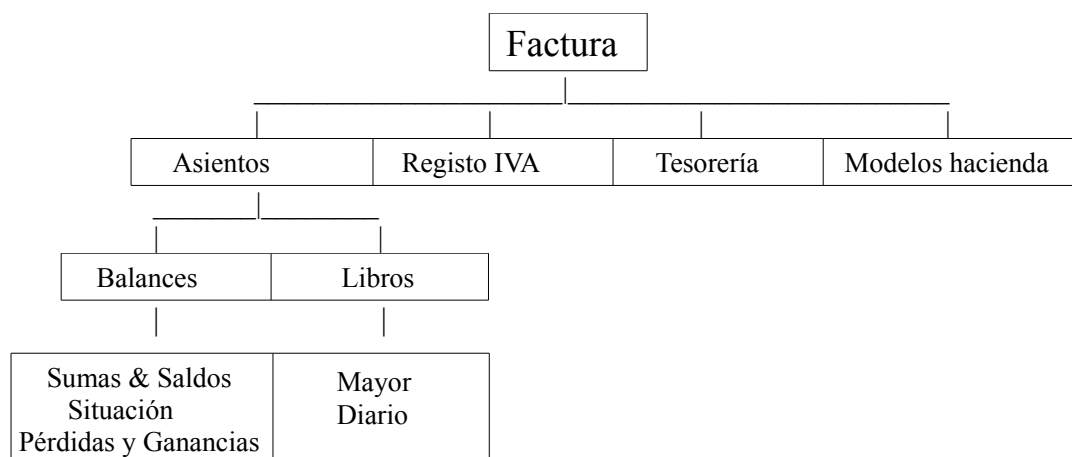 Factura
Asientos Registo IVA Tesorería Modelos hacienda
Balances Libros
Sumas & Saldos
Situación
Pérdidas y Ganancias
Mayor
Diario